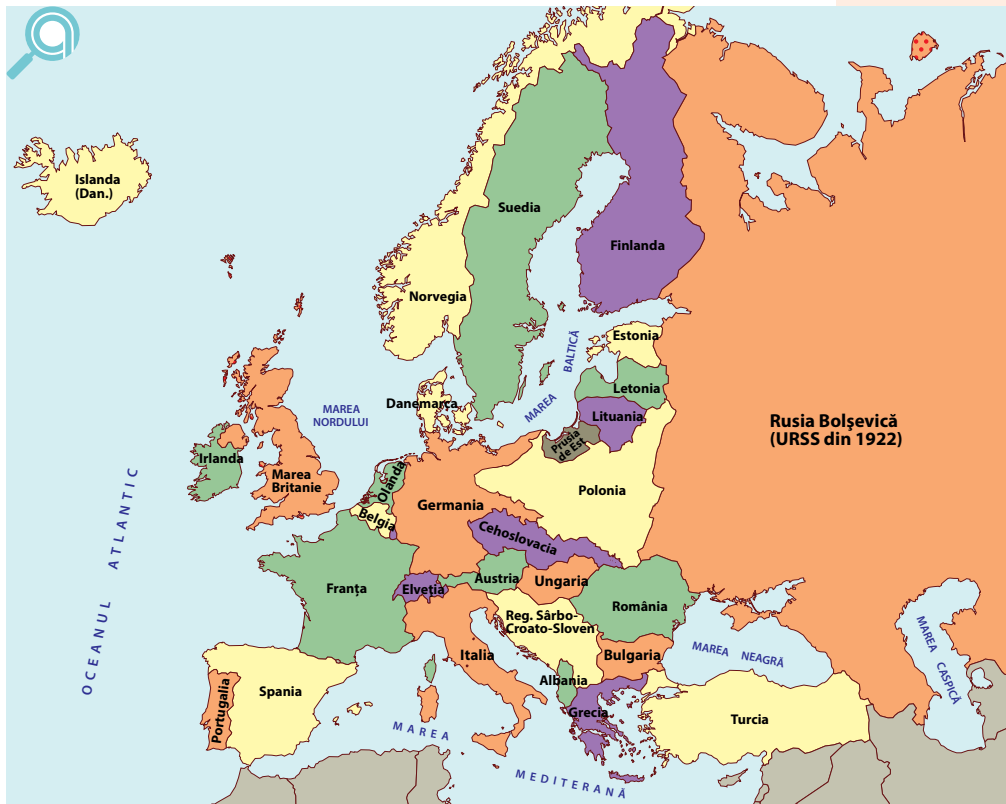 Islanda
(Dan.)
Suedia
Finlanda
Norvegia
Estonia
MAREA
BALTICĂ
Letonia
Danemarca
MAREA
NORDULUI
Lituania
Prusia
de Est
Rusia Bolșevică
(URSS din 1922)
Irlanda
Marea
Britanie
Olanda
Germania
Polonia
Belgia
Cehoslovacia
OCEANUL ATLANTIC
Franța
Elveția
Austria
Ungaria
România
Reg. Sârbo-
Croato-Sloven
Italia
Bulgaria
MAREA NEAGRĂ
MAREA CASPICĂ
Albania
Portugalia
Spania
Grecia
Turcia
MAREA
MEDITERANĂ